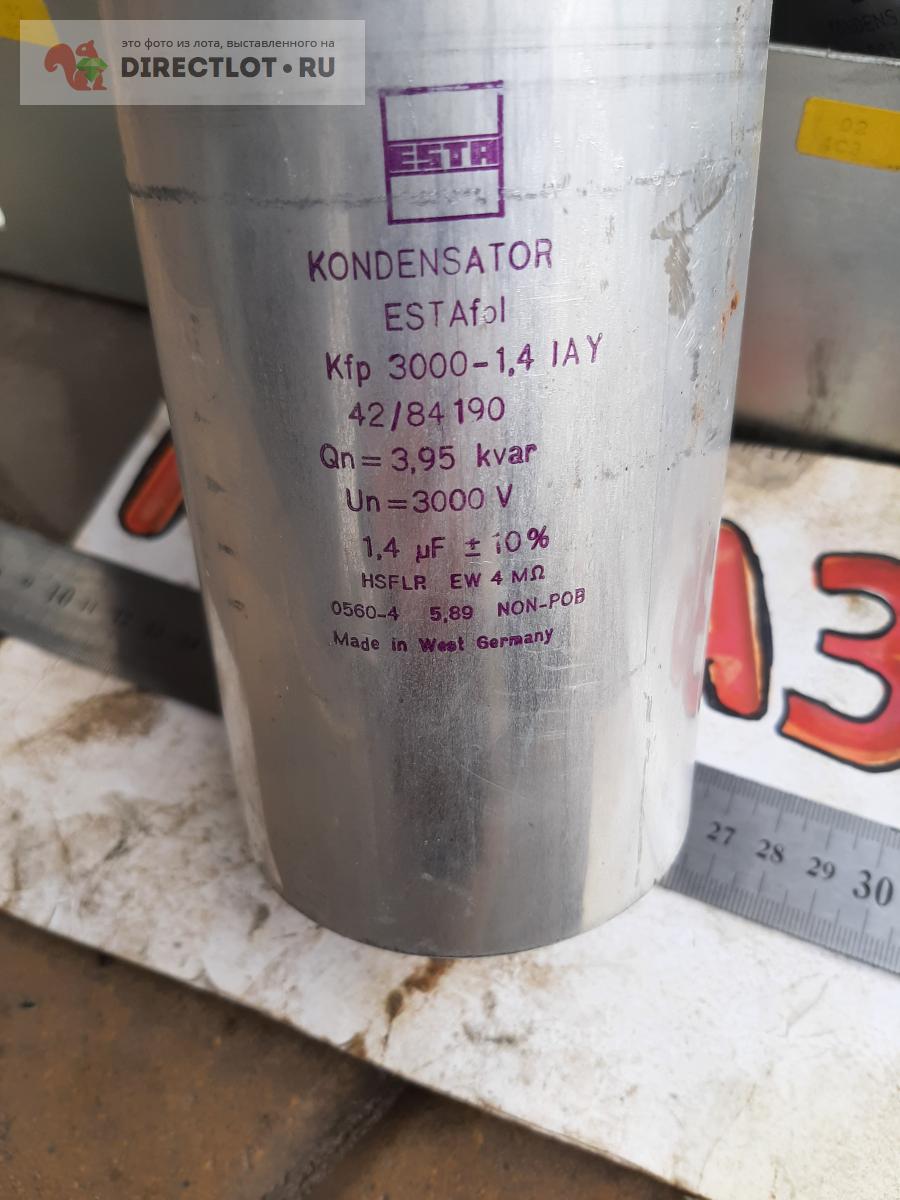 это фото из лота, выставленного на
DIRECTLOT•RU
ESTA
KONDENSATOR
ESTAfol
Kfp 3000-1,4 IAY
42/84 190
Qn = 3,95 kvar
Un = 3000 V
1,4 µF ± 10%
HSFLR EW 4 MΩ
0560-4 5,89 NON-PCB
Made in West Germany
27 28 29 30